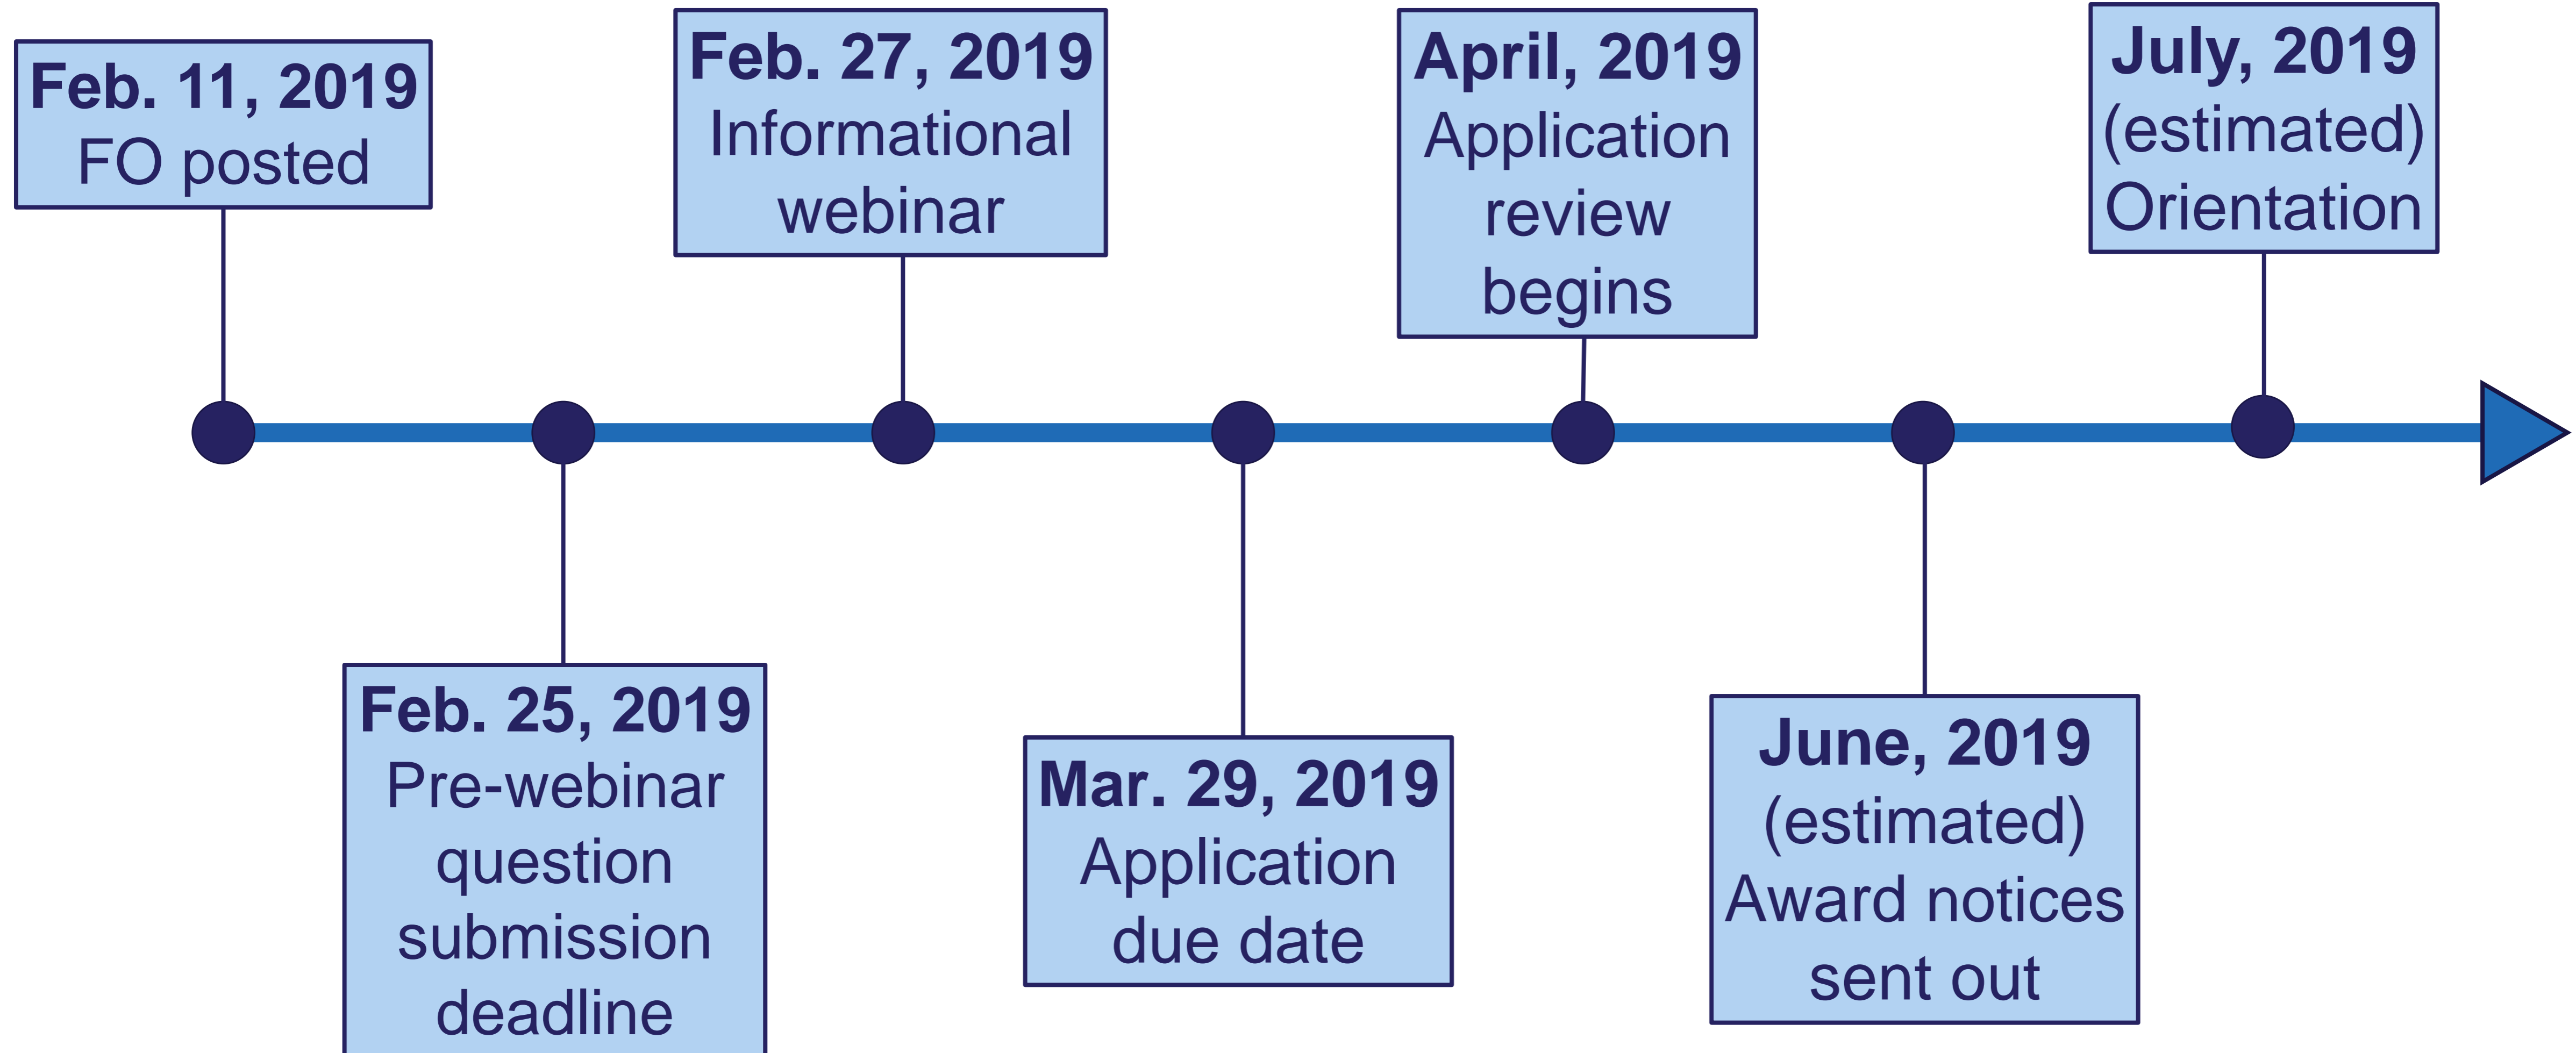 Feb. 11, 2019
FO posted
Feb. 25, 2019
Pre-webinar
question
submission
deadline
Feb. 27, 2019
Informational
webinar
Mar. 29, 2019
Application
due date
April, 2019
Application
review
begins
June, 2019
(estimated)
Award notices
sent out
July, 2019
(estimated)
Orientation